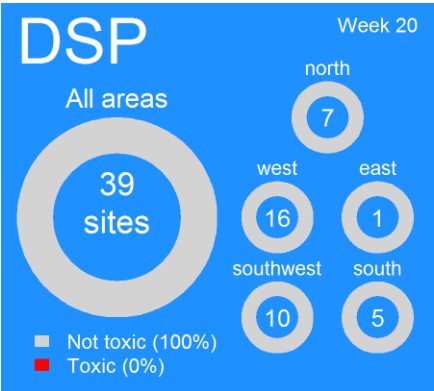 DSP
Week 20
All areas
39
sites
north
7
west
16
east
1
southwest
10
south
5
Not toxic (100%)
Toxic (0%)